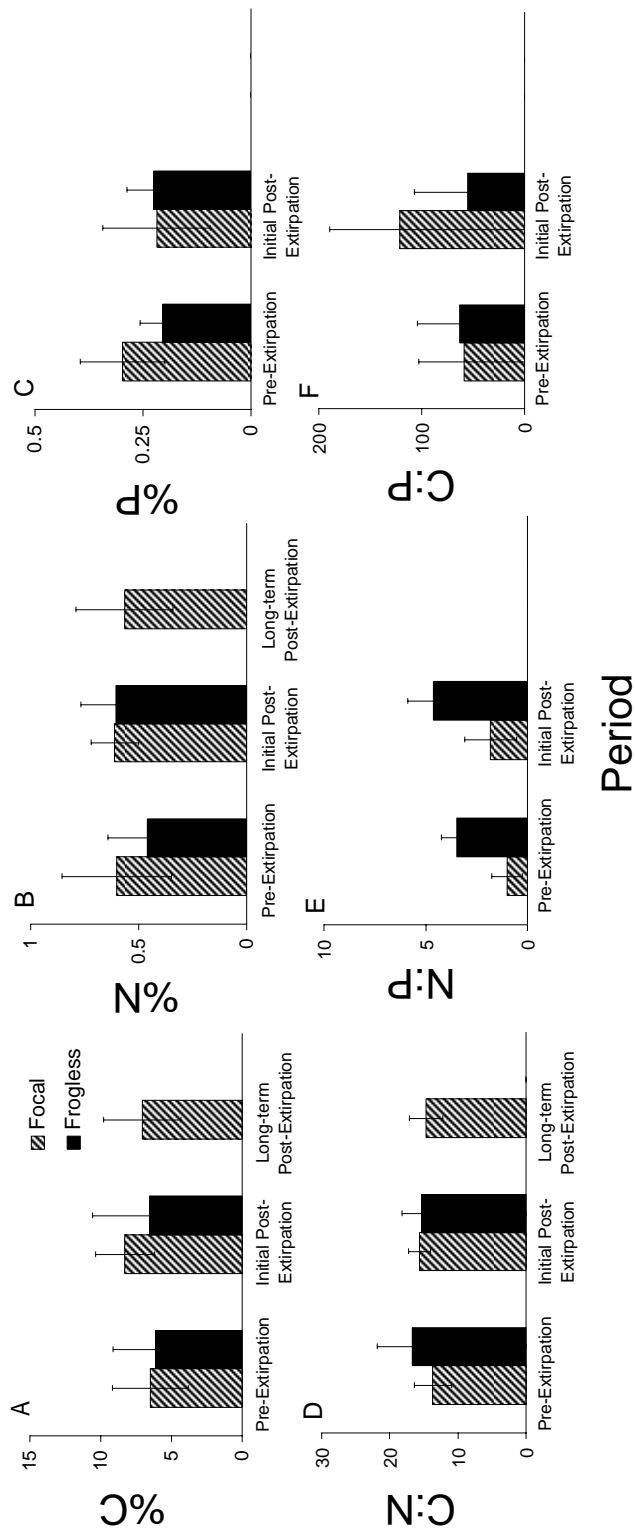 A
%C
15
10
5
0
Focal
Frogless
Pre-Extirpation
Initial Post-
Extirpation
Long-term
Post-Extirpation
B
%N
1
0.5
0
Pre-Extirpation
Initial Post-
Extirpation
Long-term
Post-Extirpation
C
%P
0.5
0.25
0
Pre-Extirpation
Initial Post-
Extirpation
D
C:N
30
20
10
0
Pre-Extirpation
Initial Post-
Extirpation
Long-term
Post-Extirpation
E
N:P
10
5
0
Pre-Extirpation
Initial Post-
Extirpation
F
C:P
200
100
0
Pre-Extirpation
Initial Post-
Extirpation
Period